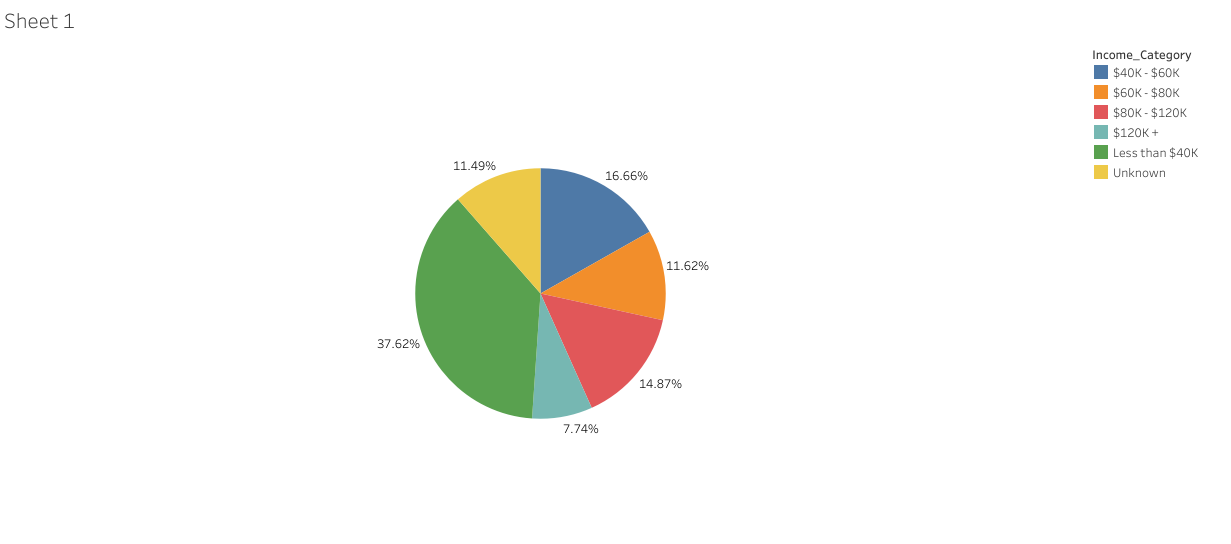 Sheet 1
Income_Category
$40K - $60K
$60K - $80K
$80K - $120K
$120K +
Less than $40K
Unknown
11.49%
16.66%
11.62%
37.62%
14.87%
7.74%